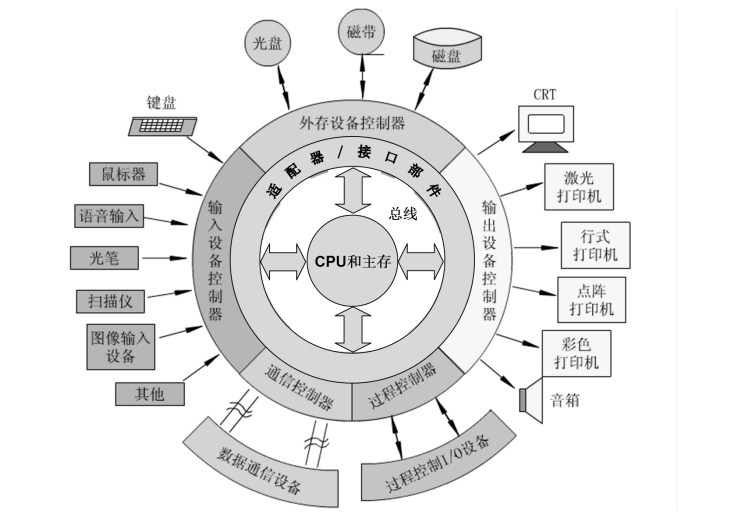 光盘
磁带
磁盘
键盘
CRT
外存设备控制器
适配器/接口部件
鼠标器
语音输入
光笔
扫描仪
图像输入
设备
其他
输入设备控制器
总线
CPU和主存
输出设备控制器
激光
打印机
行式
打印机
点阵
打印机
彩色
打印机
音箱
通信控制器
过程控制器
数据通信设备
过程控制I/O设备